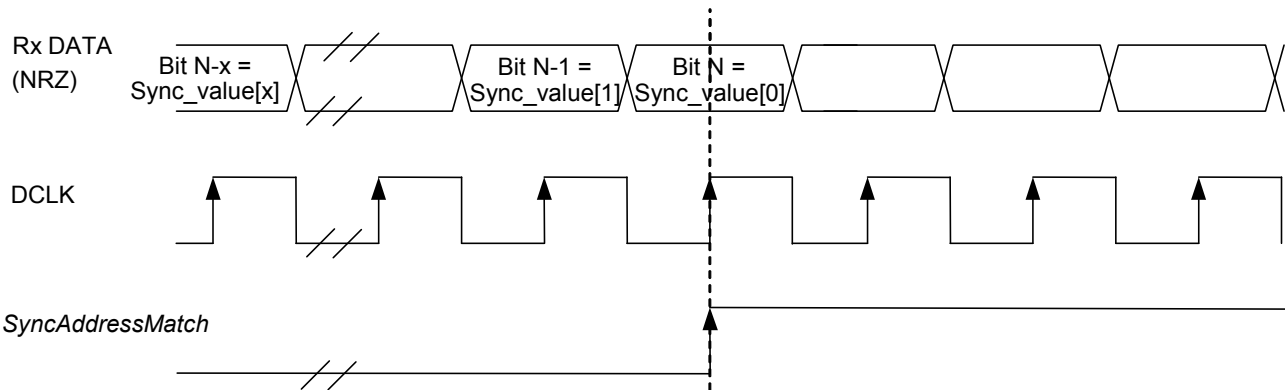 Rx DATA
(NRZ)
Bit N-x =
Sync_value[x]
Bit N-1 =
Sync_value[1]
Bit N =
Sync_value[0]
DCLK
SyncAddressMatch